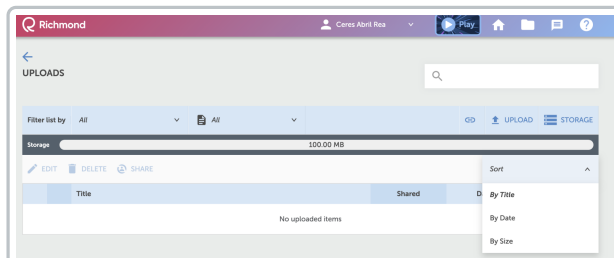 Richmond
Ceres Abril Rea
Play
UPLOADS
Filter list by All All UPLOAD STORAGE
Storage 100.00 MB
EDIT DELETE SHARE Sort
Title Shared D
By Title
No uploaded items By Date
By Size